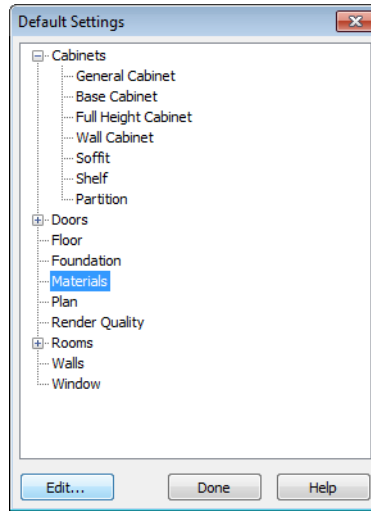 Default Settings
Cabinets
General Cabinet
Base Cabinet
Full Height Cabinet
Wall Cabinet
Soffit
Shelf
Partition
Doors
Floor
Foundation
Materials
Plan
Render Quality
Rooms
Walls
Window
Edit... Done Help